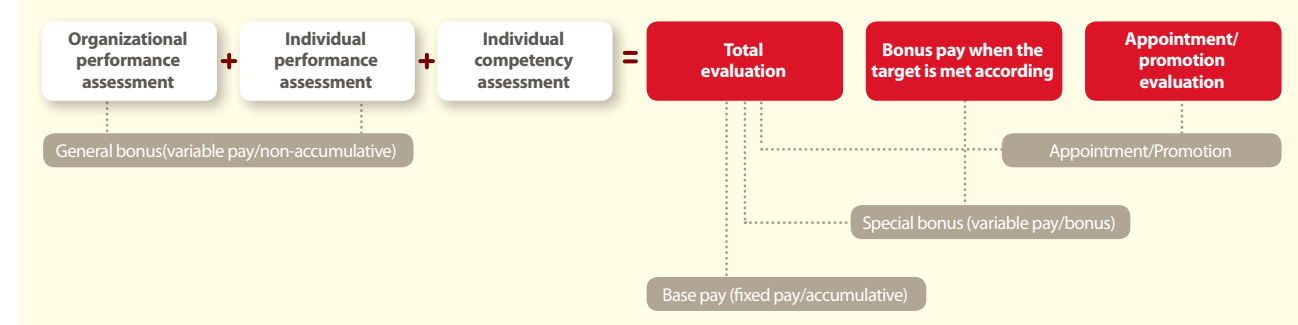 Organizational
performance
assessment
+
Individual
performance
assessment
+
Individual
competency
assessment
=
Total
evaluation
Bonus pay when the
target is met according
Appointment/
promotion
evaluation
General bonus(variable pay/non-accumulative)
Appointment/Promotion
Special bonus (variable pay/bonus)
Base pay (fixed pay/accumulative)